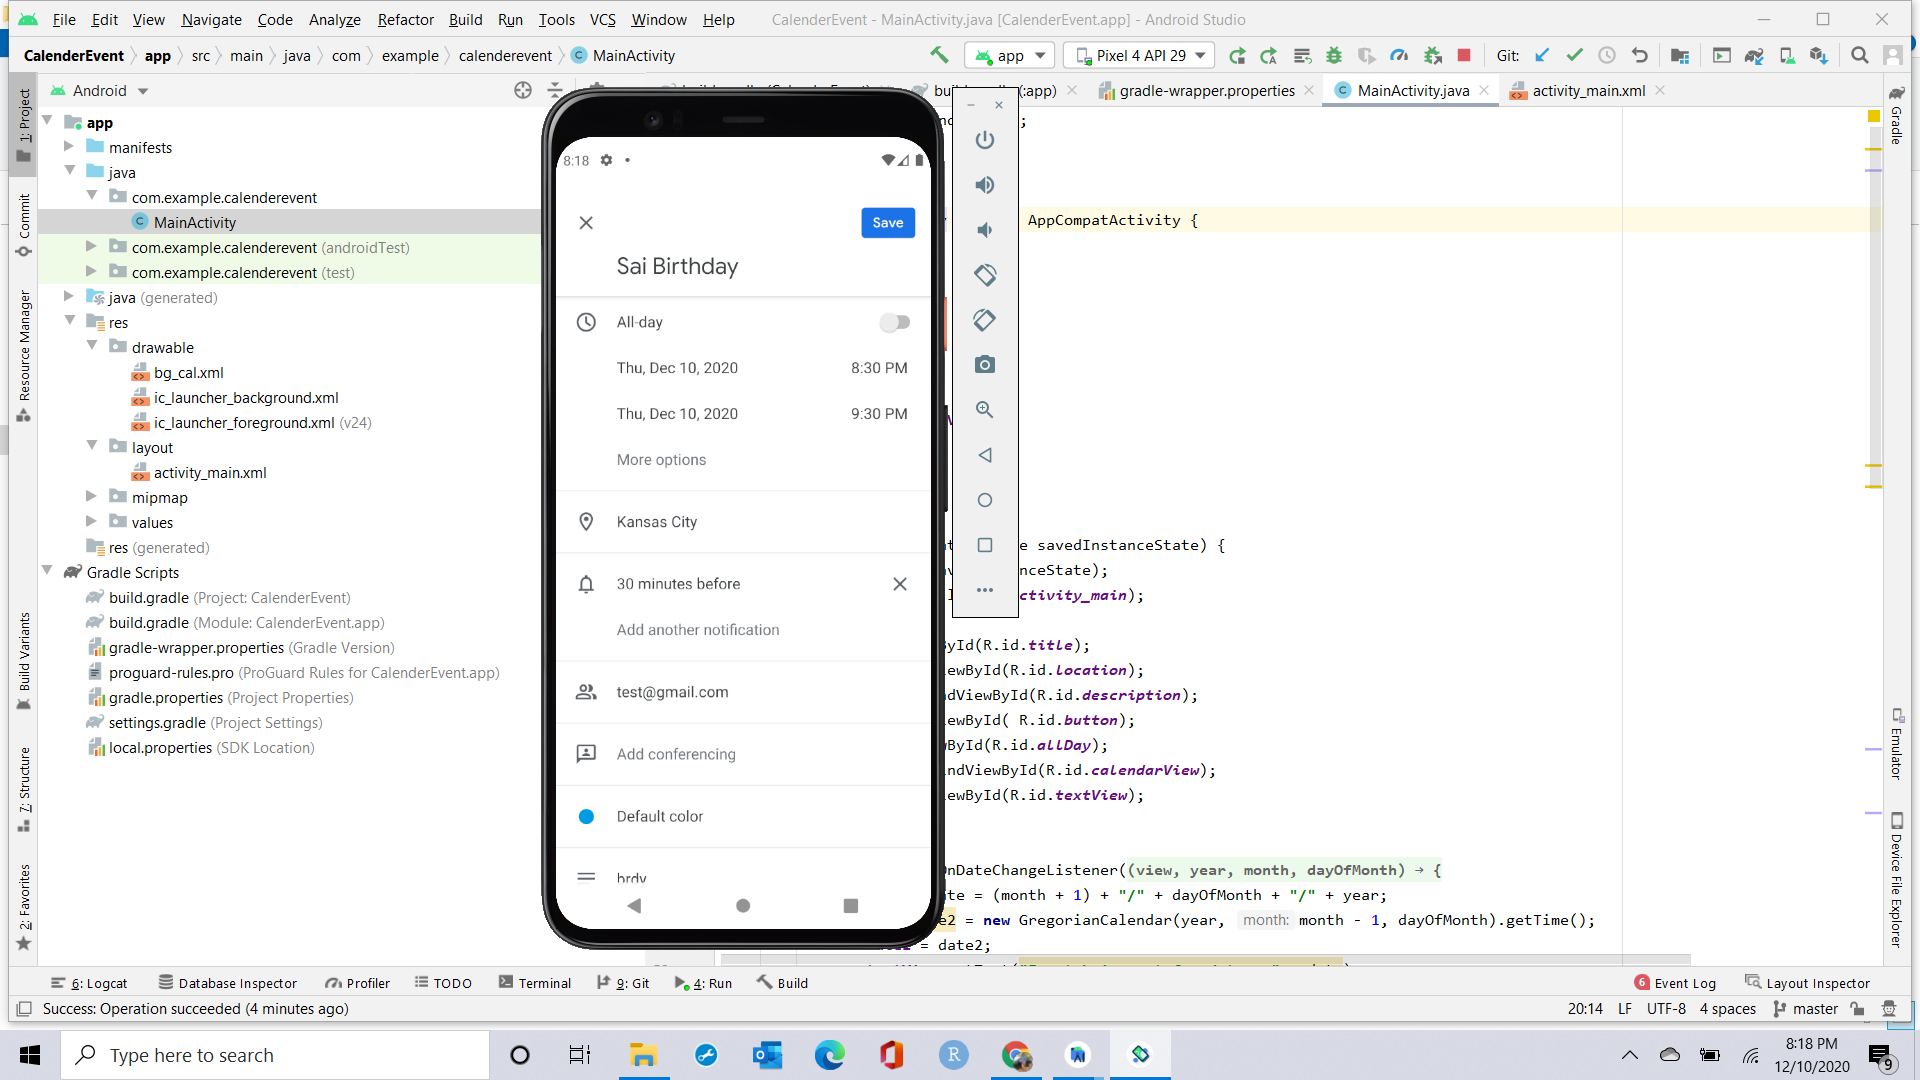 File Edit View Navigate Code Analyze Refactor Build Run Tools VCS Window Help CalenderEvent - MainActivity.java [CalenderEvent.app] - Android Studio
CalenderEvent app src main java com example calenderevent MainActivity app Pixel 4 API 29 Git:
Android
(:app) gradle-wrapper.properties MainActivity.java activity_main.xml
1: Project
Commit
Resource Manager
Build Variants
7: Structure
2: Favorites
app
manifests
java
com.example.calenderevent
MainActivity
com.example.calenderevent (androidTest)
com.example.calenderevent (test)
java (generated)
res
drawable
bg_cal.xml
ic_launcher_background.xml
ic_launcher_foreground.xml (v24)
layout
activity_main.xml
mipmap
values
res (generated)
Gradle Scripts
build.gradle (Project: CalenderEvent)
build.gradle (Module: CalenderEvent.app)
gradle-wrapper.properties (Gradle Version)
proguard-rules.pro (ProGuard Rules for CalenderEvent.app)
gradle.properties (Project Properties)
settings.gradle (Project Settings)
local.properties (SDK Location)
8:18
Save
Sai Birthday
All-day
Thu, Dec 10, 2020 8:30 PM
Thu, Dec 10, 2020 9:30 PM
More options
Kansas City
30 minutes before
Add another notification
test@gmail.com
Add conferencing
Default color
AppCompatActivity {
savedInstanceState) {
nceState);
ctivity_main);
ById(R.id.title);
ewById(R.id.location);
ndViewById(R.id.description);
ewById( R.id.button);
wById(R.id.allDay);
ndViewById(R.id.calendarView);
ewById(R.id.textView);
OnDateChangeListener((view, year, month, dayOfMonth) → {
te = (month + 1) + "/" + dayOfMonth + "/" + year;
e2 = new GregorianCalendar(year, month: month - 1, dayOfMonth).getTime();
= date2;
Gradle
Emulator
Device File Explorer
6: Logcat Database Inspector Profiler TODO Terminal 9: Git 4: Run Build 6 Event Log Layout Inspector
Success: Operation succeeded (4 minutes ago) 20:14 LF UTF-8 4 spaces master
Type here to search
8:18 PM
12/10/2020
9